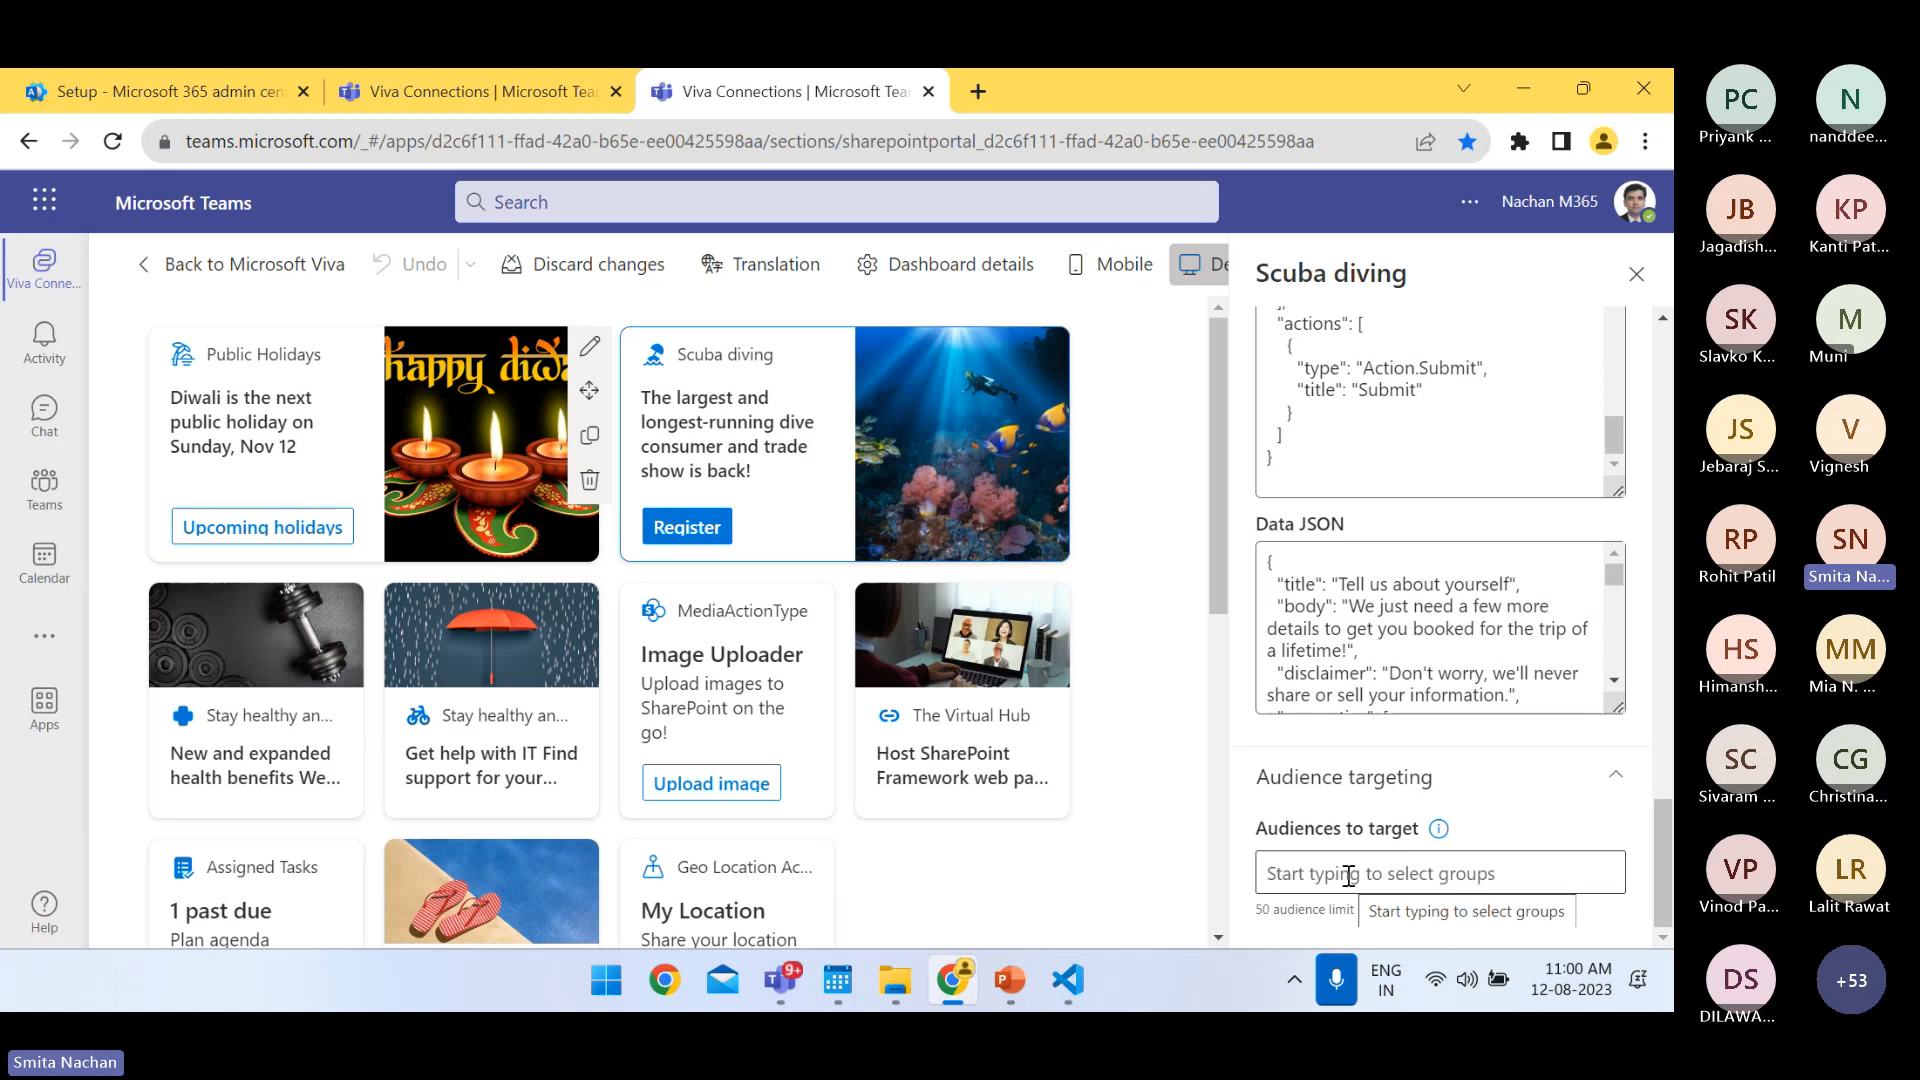 Setup - Microsoft 365 admin cen
Viva Connections | Microsoft Tea
Viva Connections | Microsoft Tea
teams.microsoft.com/_#/apps/d2c6f111-ffad-42a0-b65e-ee00425598aa/sections/sharepointportal_d2c6f111-ffad-42a0-b65e-ee00425598aa
Microsoft Teams
Search
Nachan M365
Viva Conne...
Activity
Chat
Teams
Calendar
Apps
Help
Back to Microsoft Viva
Undo
Discard changes
Translation
Dashboard details
Mobile
De
Public Holidays
Diwali is the next
public holiday on
Sunday, Nov 12
Upcoming holidays
happy diwa
Scuba diving
The largest and
longest-running dive
consumer and trade
show is back!
Register
Stay healthy an...
New and expanded
health benefits We...
Stay healthy an...
Get help with IT Find
support for your...
MediaActionType
Image Uploader
Upload images to
SharePoint on the
go!
Upload image
The Virtual Hub
Host SharePoint
Framework web pa...
Assigned Tasks
1 past due
Plan agenda
Geo Location Ac...
My Location
Share your location
Scuba diving
],
"actions": [
{
"type": "Action.Submit",
"title": "Submit"
}
]
}
Data JSON
{
"title": "Tell us about yourself",
"body": "We just need a few more
details to get you booked for the trip of
a lifetime!",
"disclaimer": "Don't worry, we'll never
share or sell your information.",
Audience targeting
Audiences to target
Start typing to select groups
50 audience limit
Start typing to select groups
9+
ENG
IN
11:00 AM
12-08-2023
PC
Priyank ...
N
nanddee...
JB
Jagadish...
KP
Kanti Pat...
SK
Slavko K...
M
Muni
JS
Jebaraj S...
V
Vignesh
RP
Rohit Patil
SN
Smita Na...
HS
Himansh...
MM
Mia N. ...
SC
Sivaram ...
CG
Christina...
VP
Vinod Pa...
LR
Lalit Rawat
DS
DILAWA...
+53
Smita Nachan